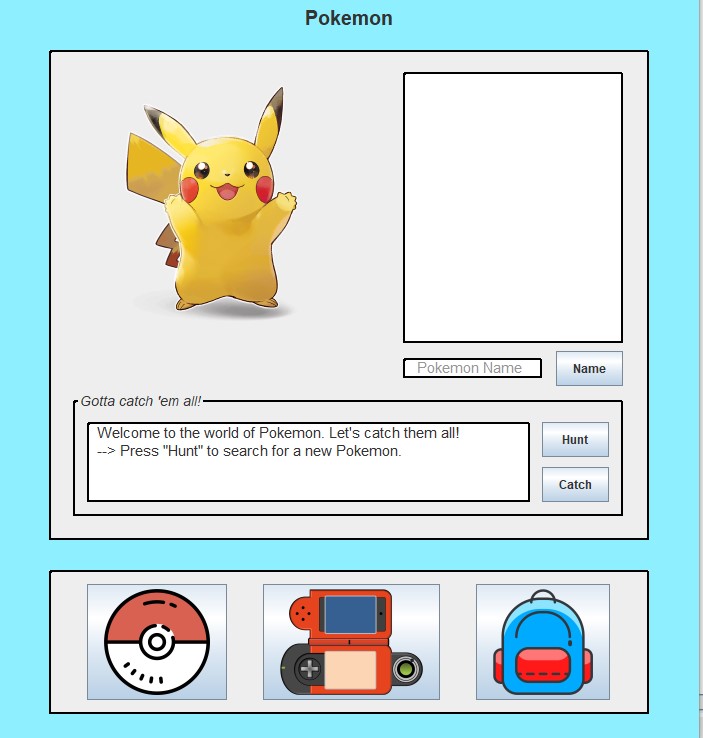 Pokemon
Pokemon Name
Name
Gotta catch 'em all!
Welcome to the world of Pokemon. Let's catch them all!
--> Press "Hunt" to search for a new Pokemon.
Hunt
Catch